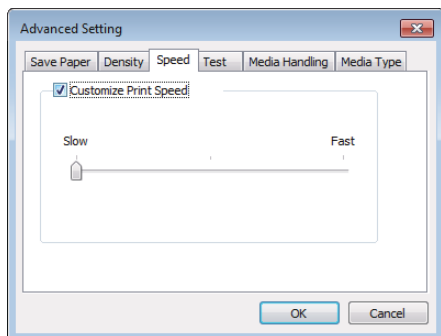 Advanced Setting
Save Paper Density Speed Test Media Handling Media Type
Customize Print Speed
Slow Fast
OK Cancel